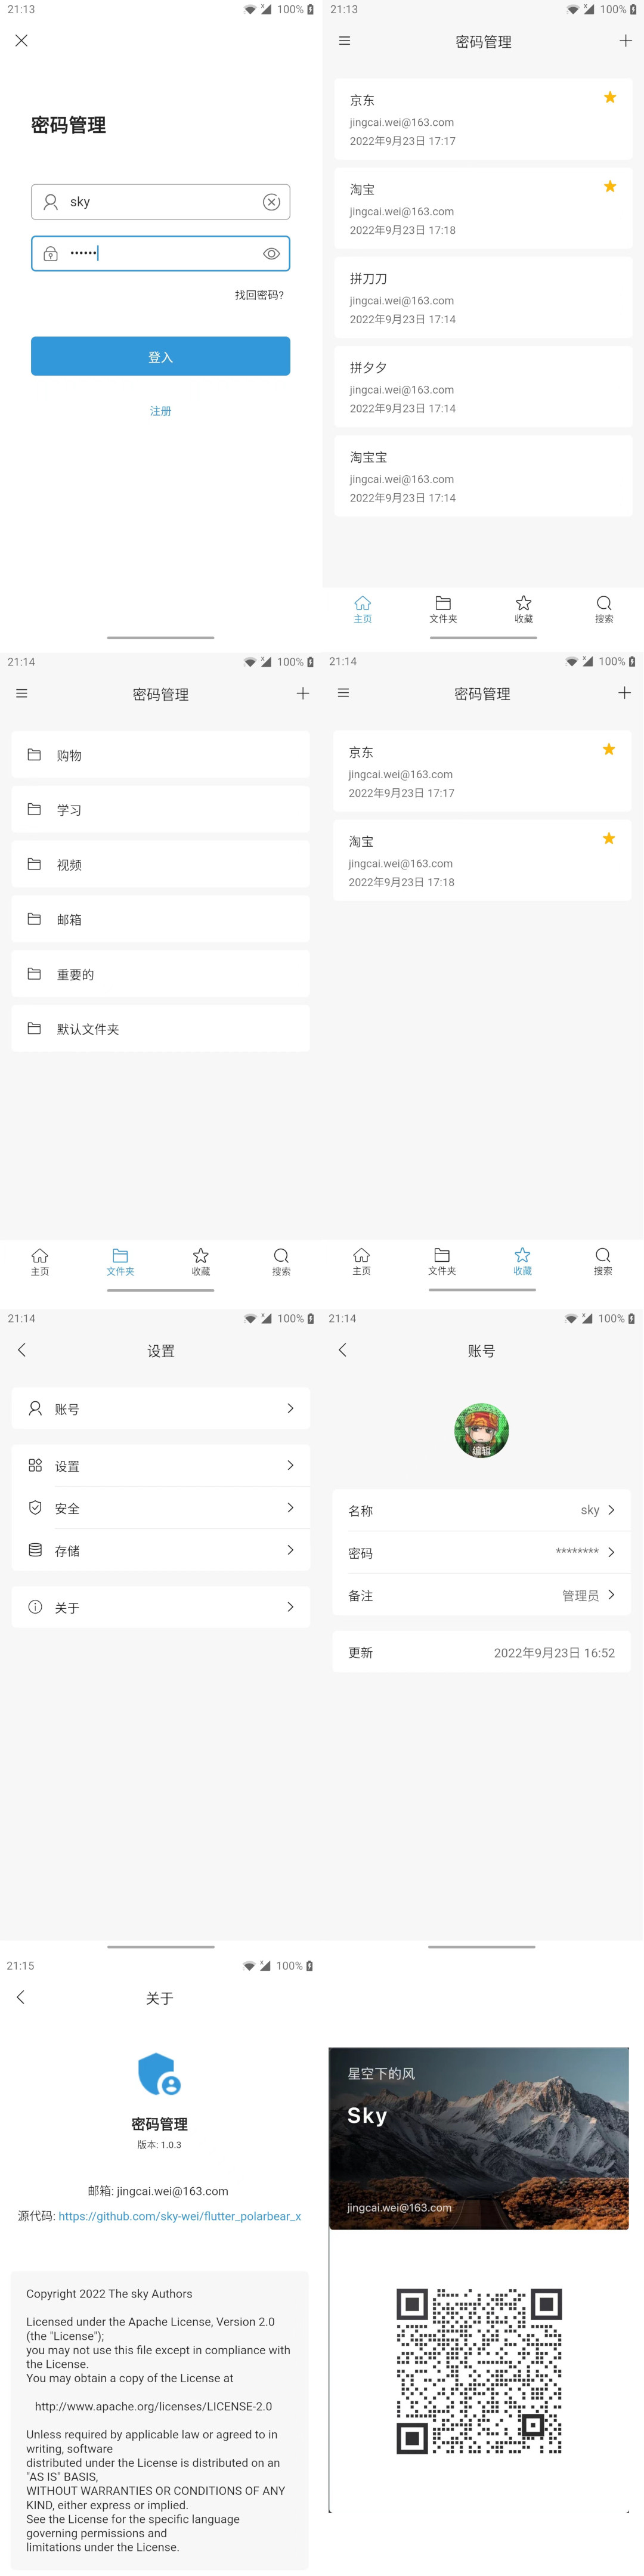 21:13
100%
密码管理
sky
••••••
找回密码?
登入
注册
21:13
100%
密码管理
京东
jingcai.wei@163.com
2022年9月23日 17:17
淘宝
jingcai.wei@163.com
2022年9月23日 17:18
拼刀刀
jingcai.wei@163.com
2022年9月23日 17:14
拼夕夕
jingcai.wei@163.com
2022年9月23日 17:14
淘宝宝
jingcai.wei@163.com
2022年9月23日 17:14
主页
文件夹
收藏
搜索
21:14
100%
密码管理
购物
学习
视频
邮箱
重要的
默认文件夹
主页
文件夹
收藏
搜索
21:14
100%
密码管理
京东
jingcai.wei@163.com
2022年9月23日 17:17
淘宝
jingcai.wei@163.com
2022年9月23日 17:18
主页
文件夹
收藏
搜索
21:14
100%
设置
账号
设置
安全
存储
关于
21:14
100%
账号
编辑
名称 sky
密码 ********
备注 管理员
更新 2022年9月23日 16:52
21:15
100%
关于
密码管理
版本: 1.0.3
邮箱: jingcai.wei@163.com
源代码: https://github.com/sky-wei/flutter_polarbear_x
Copyright 2022 The sky Authors
Licensed under the Apache License, Version 2.0
(the "License");
you may not use this file except in compliance with
the License.
You may obtain a copy of the License at
http://www.apache.org/licenses/LICENSE-2.0
Unless required by applicable law or agreed to in
writing, software
distributed under the License is distributed on an
"AS IS" BASIS,
WITHOUT WARRANTIES OR CONDITIONS OF ANY
KIND, either express or implied.
See the License for the specific language
governing permissions and
limitations under the License.
星空下的风
Sky
jingcai.wei@163.com